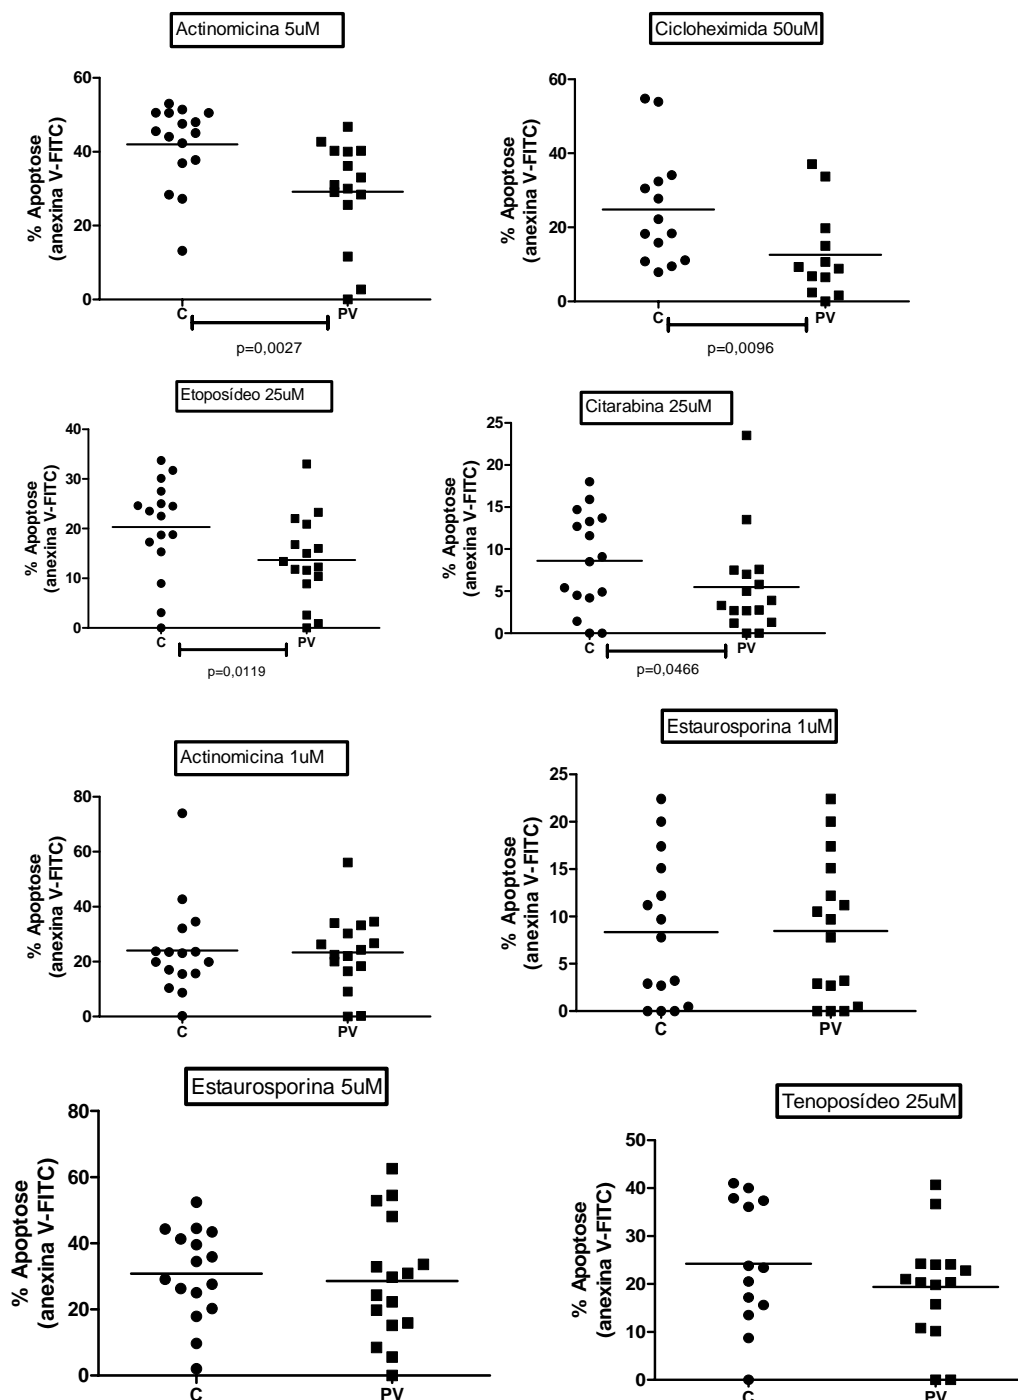 Actinomicina 5uM
% Apoptose
(anexina V-FITC)
60
40
20
0
C
PV
p=0,0027
Cicloheximida 50uM
% Apoptose
(anexina V-FITC)
60
40
20
0
C
PV
p=0,0096
Etoposídeo 25uM
% Apoptose
(anexina V-FITC)
40
30
20
10
0
C
PV
p=0,0119
Citarabina 25uM
% Apoptose
(anexina V-FITC)
25
20
15
10
5
0
C
PV
p=0,0466
Actinomicina 1uM
% Apoptose
(anexina V-FITC)
80
60
40
20
0
C
PV
Estaurosporina 1uM
% Apoptose
(anexina V-FITC)
25
20
15
10
5
0
C
PV
Estaurosporina 5uM
% Apoptose
(anexina V-FITC)
80
60
40
20
0
C
PV
Tenoposídeo 25uM
% Apoptose
(anexina V-FITC)
50
40
30
20
10
0
C
PV